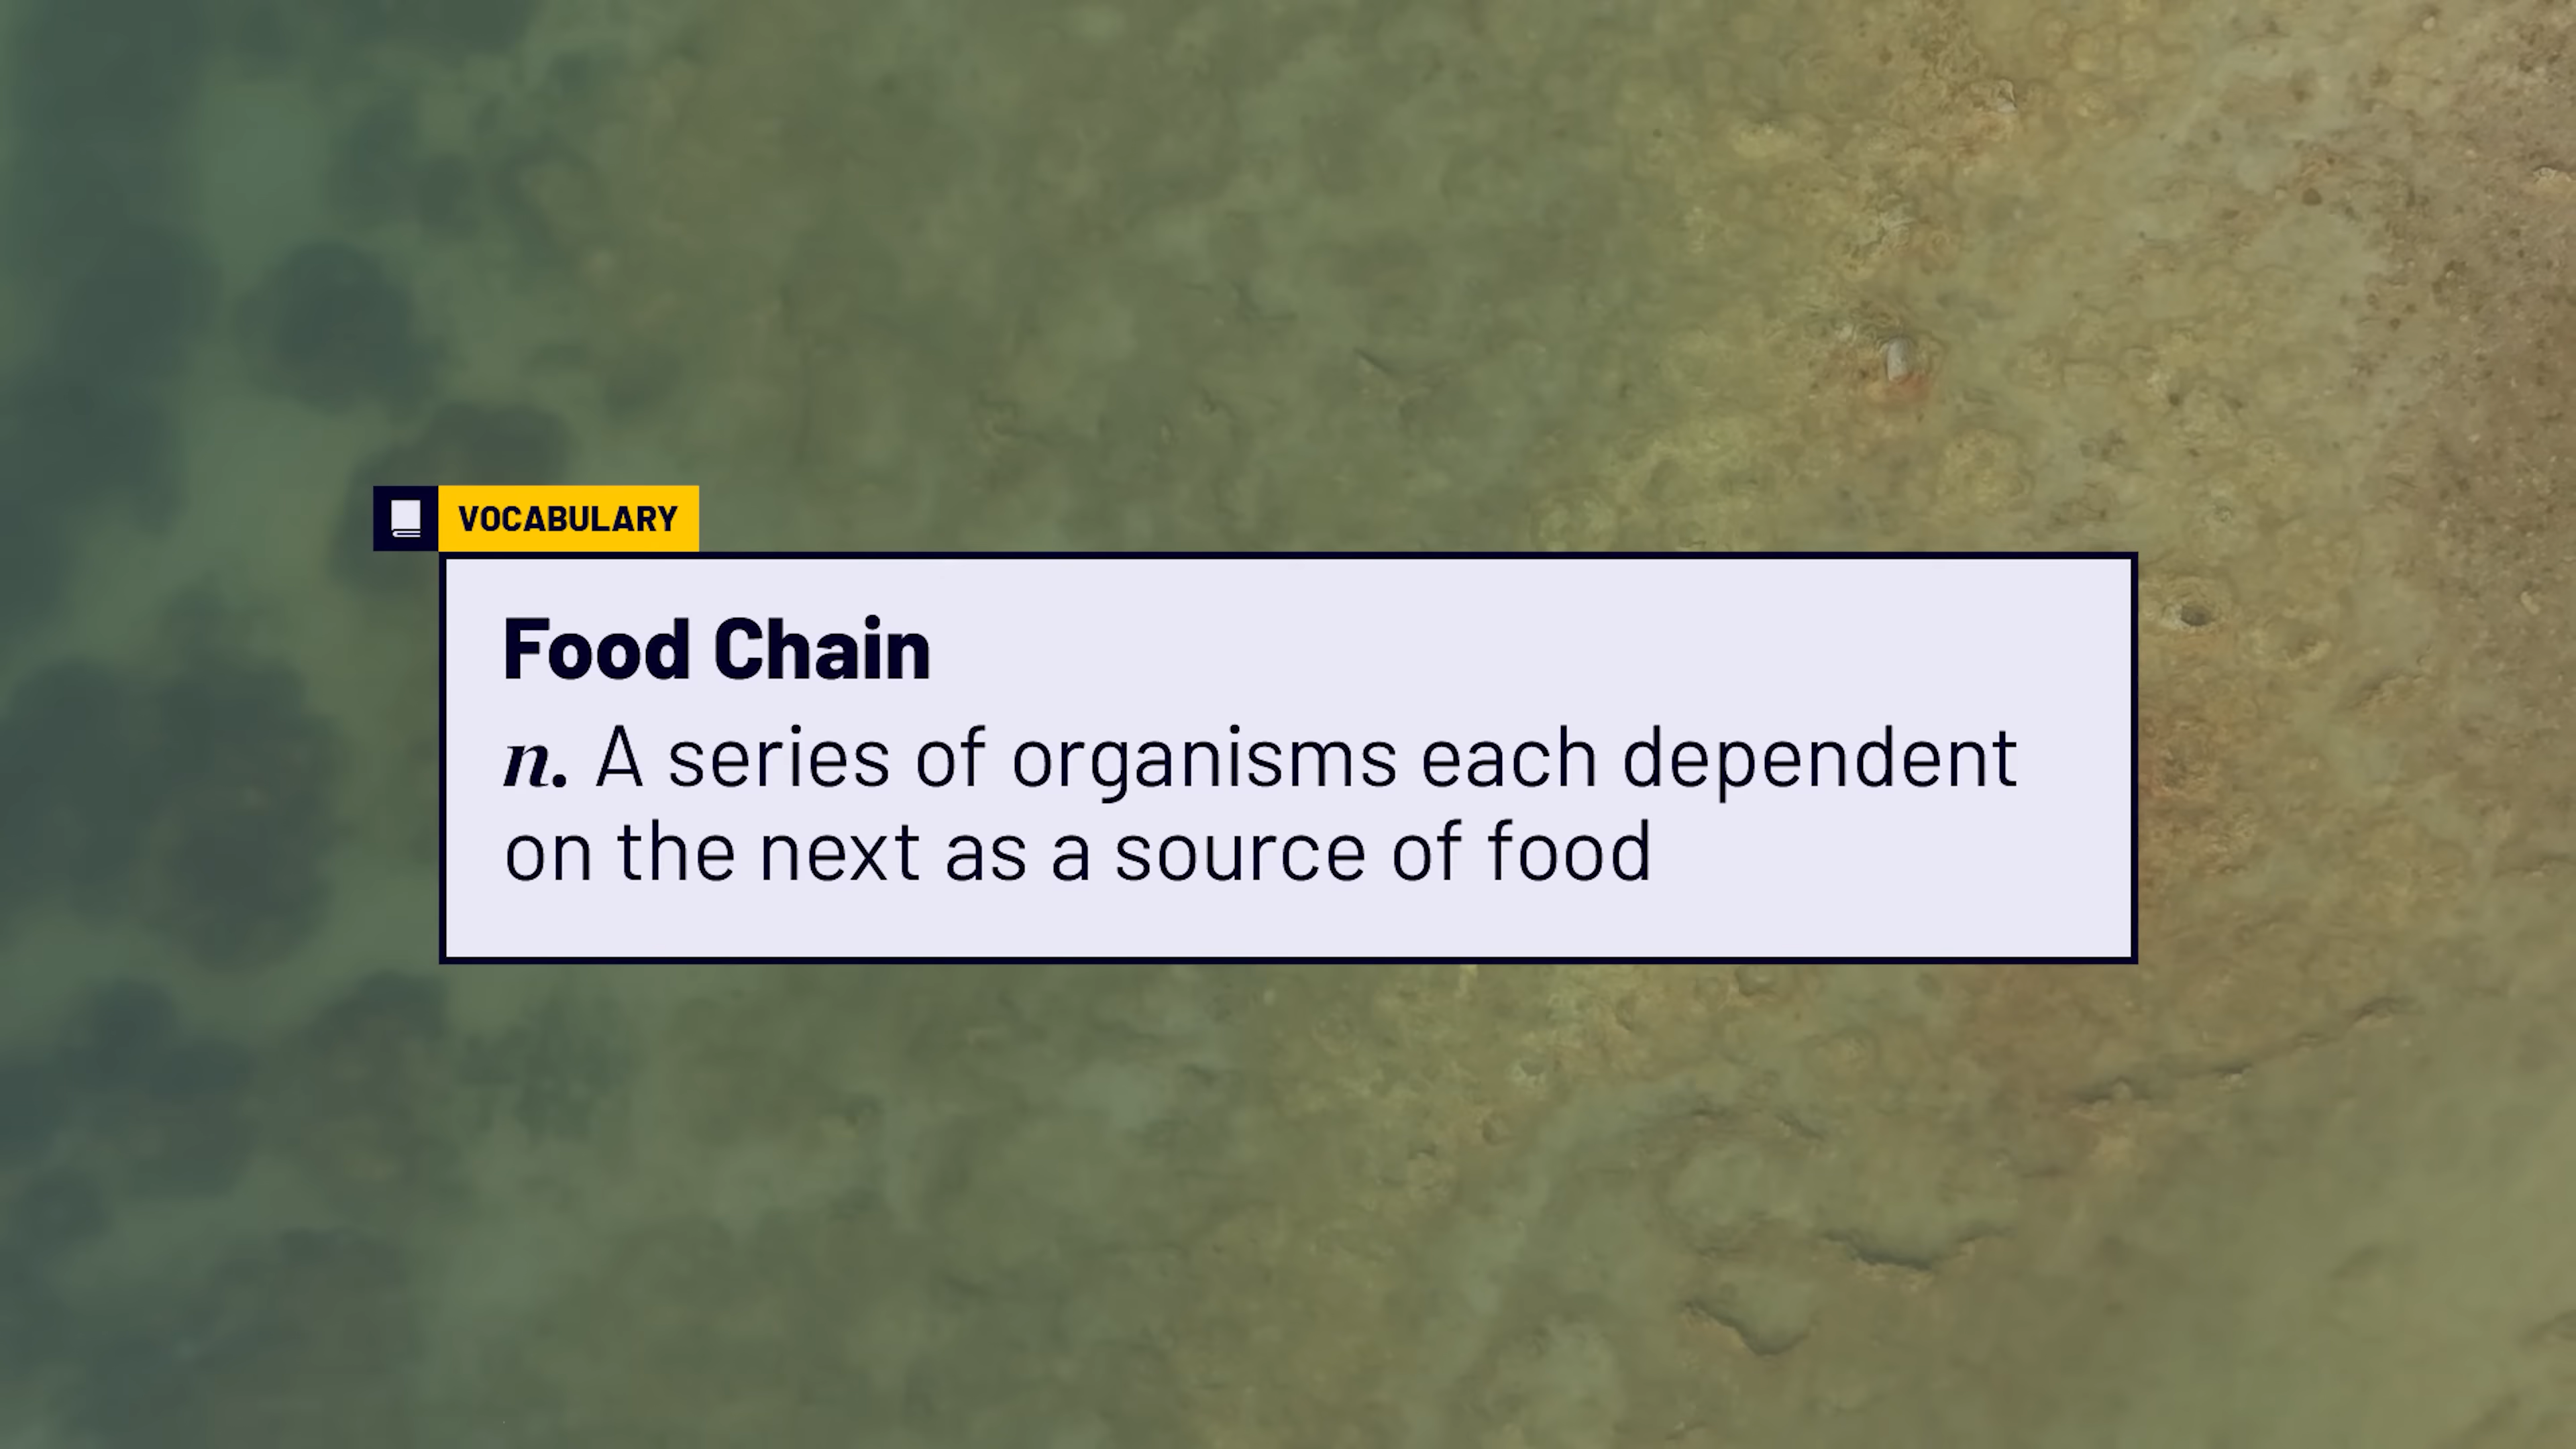 VOCABULARY
Food Chain
n. A series of organisms each dependent
on the next as a source of food